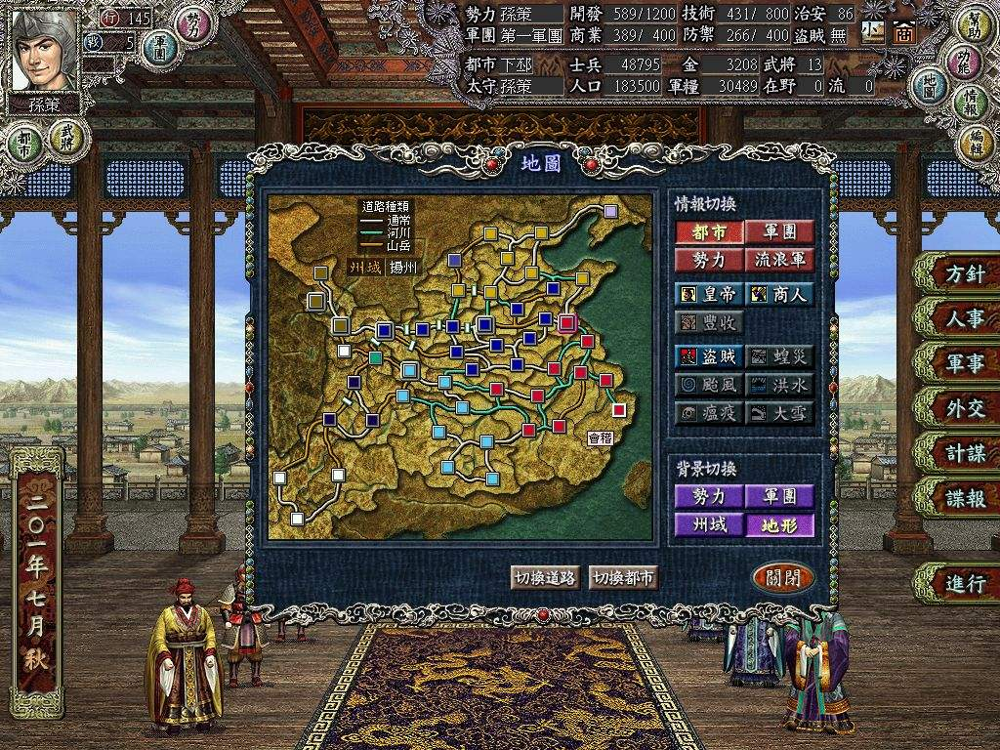 行 145
勢力
戰 5
軍團
孫策
都市
武將
勢力 孫策 開發 589/1200 技術 431/ 800 治安 86
軍團 第一軍團 商業 389/ 400 防禦 266/ 400 盜賊 無
都市 下邳 士兵 48795 金 3208 武將 13
太守 孫策 人口 183500 軍糧 30489 在野 0 流 0
水 商
幫助
功能
地圖
情報
編輯
地圖
道路種類
通常
河川
山岳
州域 揚州
會稽
情報切換
都市 軍團
勢力 流浪軍
皇帝 商人
豐收
盜賊 蝗災
颱風 洪水
瘟疫 大雪
背景切換
勢力 軍團
州域 地形
切換道路 切換都市 關閉
方針
人事
軍事
外交
計謀
諜報
進行
二〇一年七月 秋